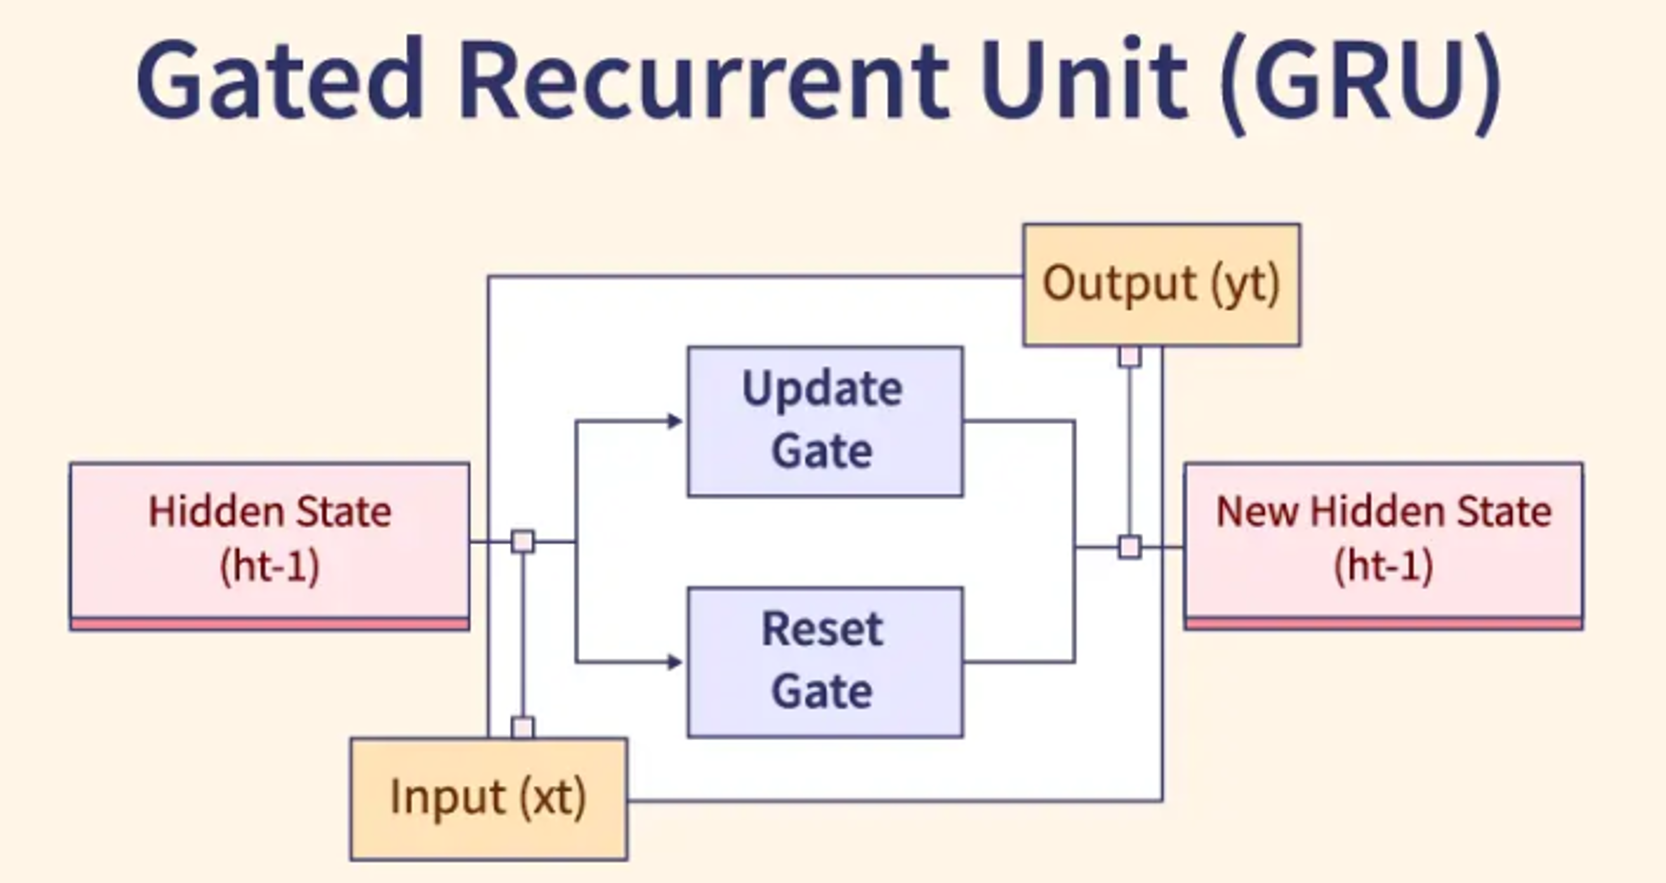 Gated Recurrent Unit (GRU)
Output (yt)
Update
Gate
Hidden State
(ht-1)
New Hidden State
(ht-1)
Reset
Gate
Input (xt)